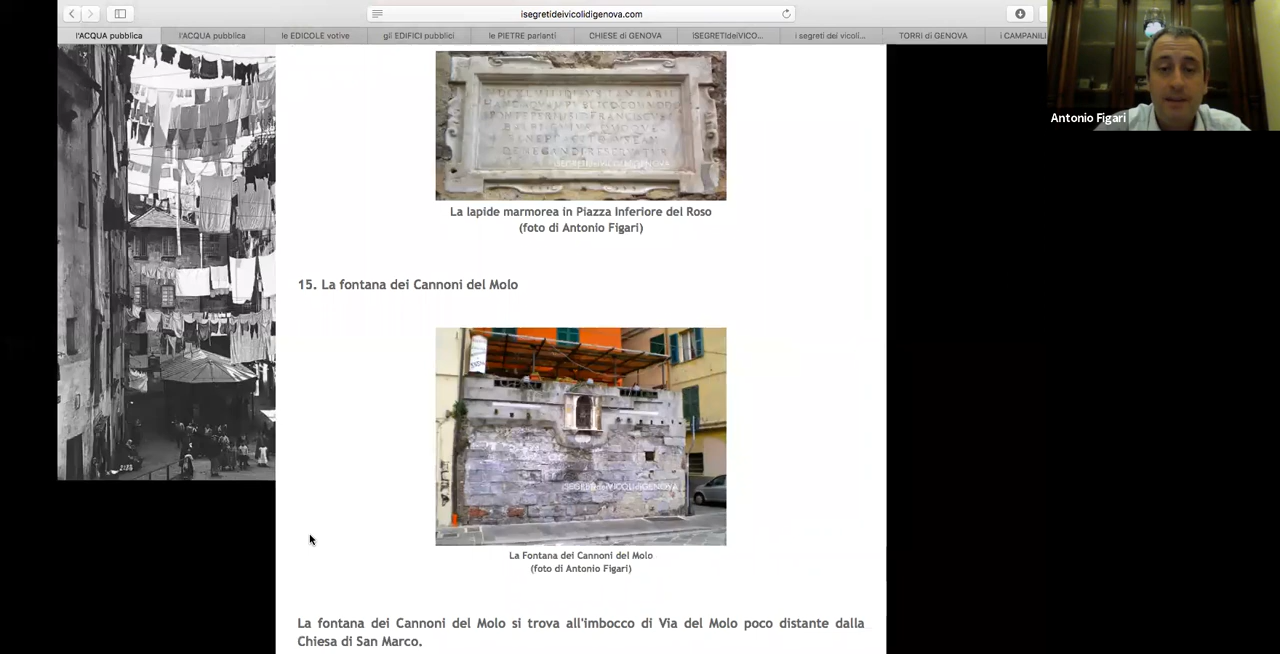 isegretideivicolidigenova.com
l'ACQUA pubblica
l'ACQUA pubblica
le EDICOLE votive
gli EDIFICI pubblici
le PIETRE parlanti
CHIESE di GENOVA
ISEGRETIdeiVICO...
i segreti dei vicoli...
TORRI di GENOVA
i CAMPANILI
Antonio Figari
ISEGRETIdeiVICOLIdiGENOVA
La lapide marmorea in Piazza Inferiore del Roso
(foto di Antonio Figari)
15. La fontana dei Cannoni del Molo
ISEGRETIdeiVICOLIdiGENOVA
La Fontana dei Cannoni del Molo
(foto di Antonio Figari)
La fontana dei Cannoni del Molo si trova all'imbocco di Via del Molo poco distante dalla
Chiesa di San Marco.